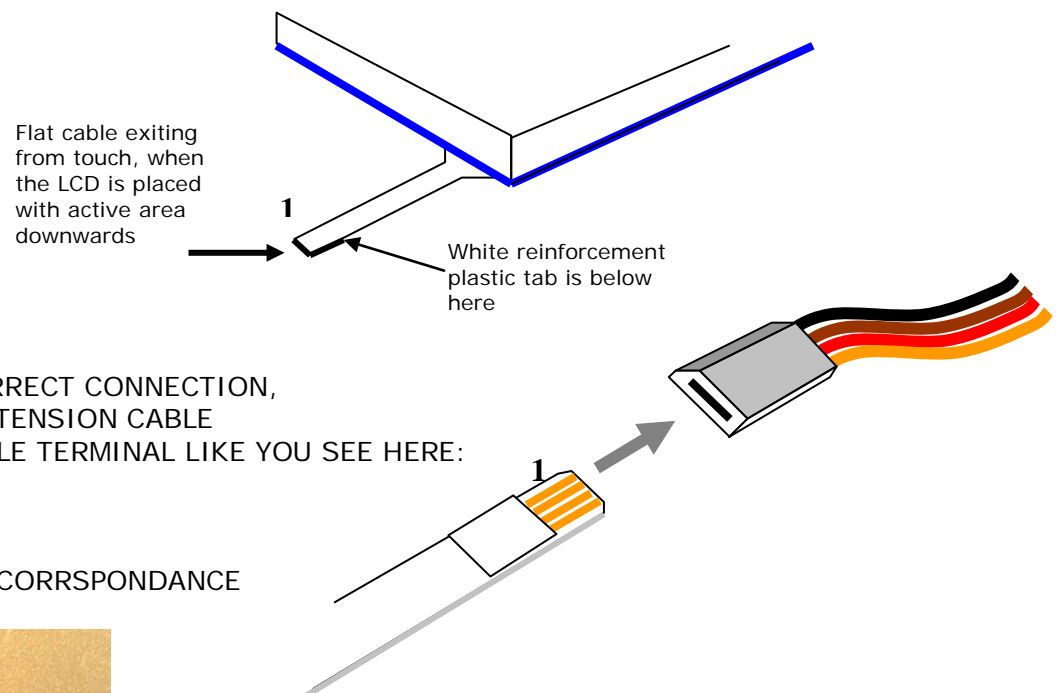 Flat cable exiting
from touch, when
the LCD is placed
with active area
downwards
1
White reinforcement
plastic tab is below
here
RRECT CONNECTION,
TENSION CABLE
LE TERMINAL LIKE YOU SEE HERE:
1
CORRSPONDANCE